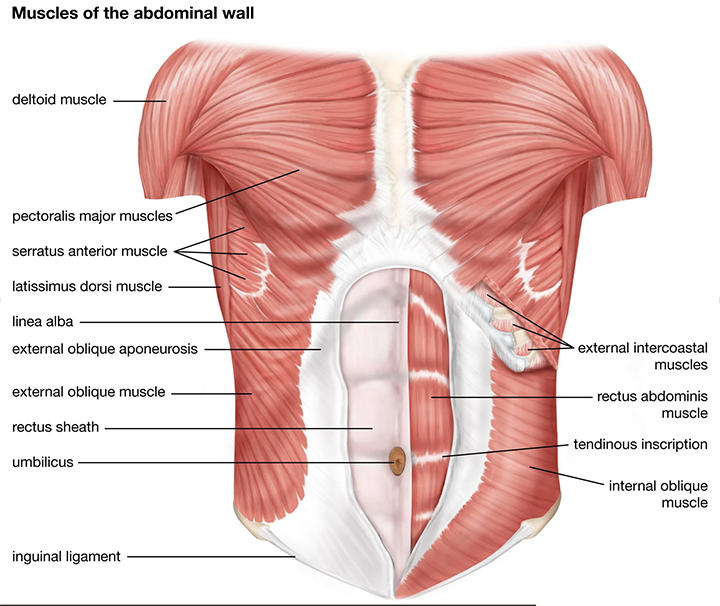 Muscles of the abdominal wall
deltoid muscle
pectoralis major muscles
serratus anterior muscle
latissimus dorsi muscle
linea alba
external oblique aponeurosis
external oblique muscle
rectus sheath
umbilicus
inguinal ligament
external intercoastal
muscles
rectus abdominis
muscle
tendinous inscription
internal oblique
muscle